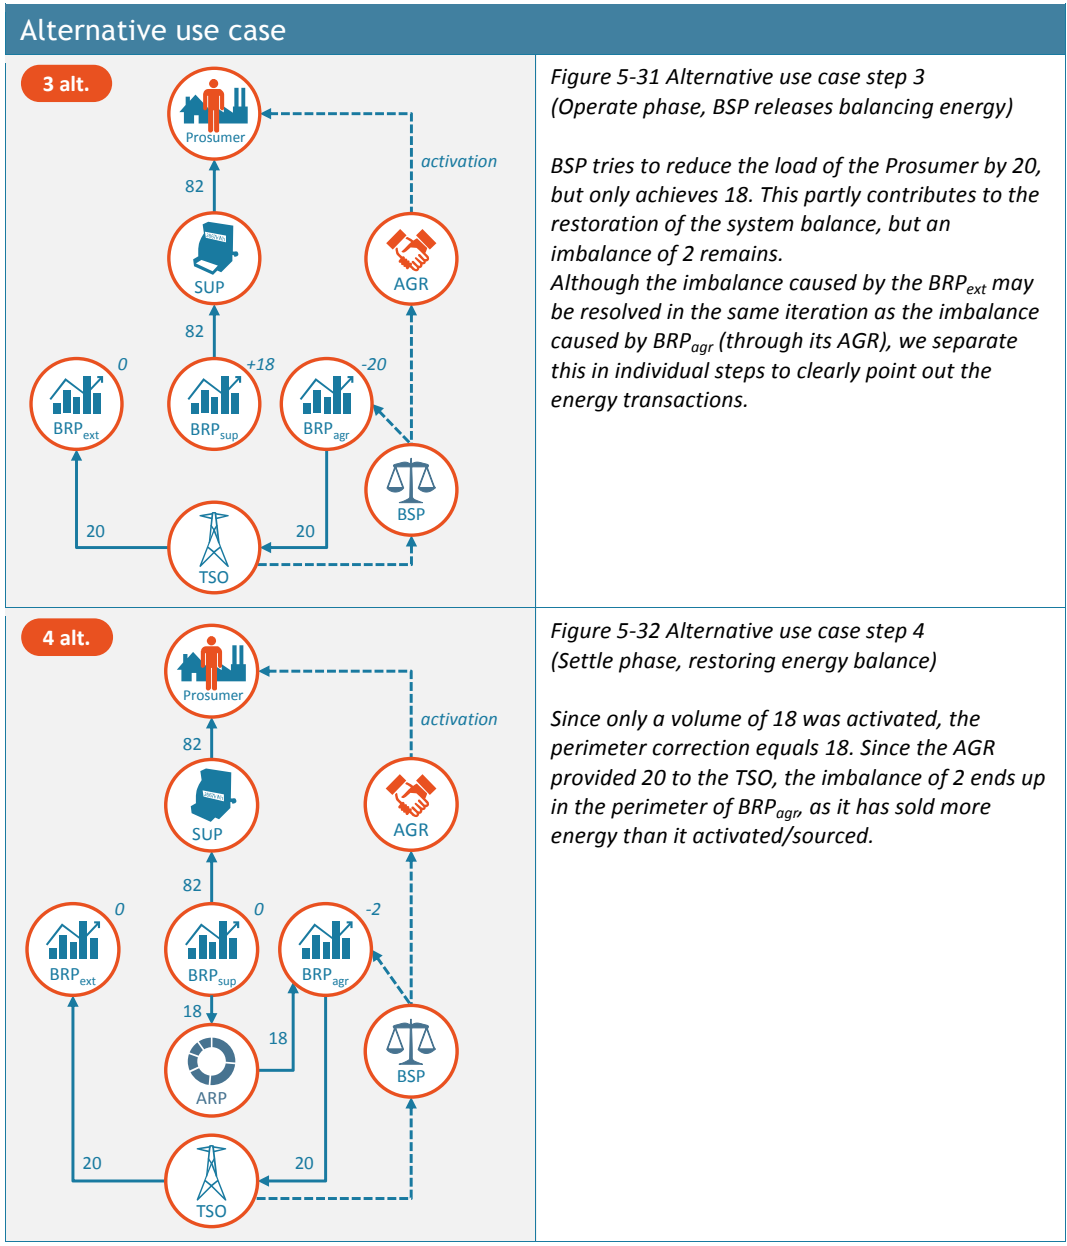 Alternative use case
3 alt.
Prosumer
activation
82
SUP
AGR
82
0
+18
-20
BRPext
BRPsup
BRPagr
BSP
20
20
TSO
Figure 5-31 Alternative use case step 3
(Operate phase, BSP releases balancing energy)
BSP tries to reduce the load of the Prosumer by 20,
but only achieves 18. This partly contributes to the
restoration of the system balance, but an
imbalance of 2 remains.
Although the imbalance caused by the BRPext may
be resolved in the same iteration as the imbalance
caused by BRPagr (through its AGR), we separate
this in individual steps to clearly point out the
energy transactions.
4 alt.
Prosumer
activation
82
SUP
AGR
82
0
0
-2
BRPext
BRPsup
BRPagr
18
18
ARP
BSP
20
20
TSO
Figure 5-32 Alternative use case step 4
(Settle phase, restoring energy balance)
Since only a volume of 18 was activated, the
perimeter correction equals 18. Since the AGR
provided 20 to the TSO, the imbalance of 2 ends up
in the perimeter of BRPagr, as it has sold more
energy than it activated/sourced.